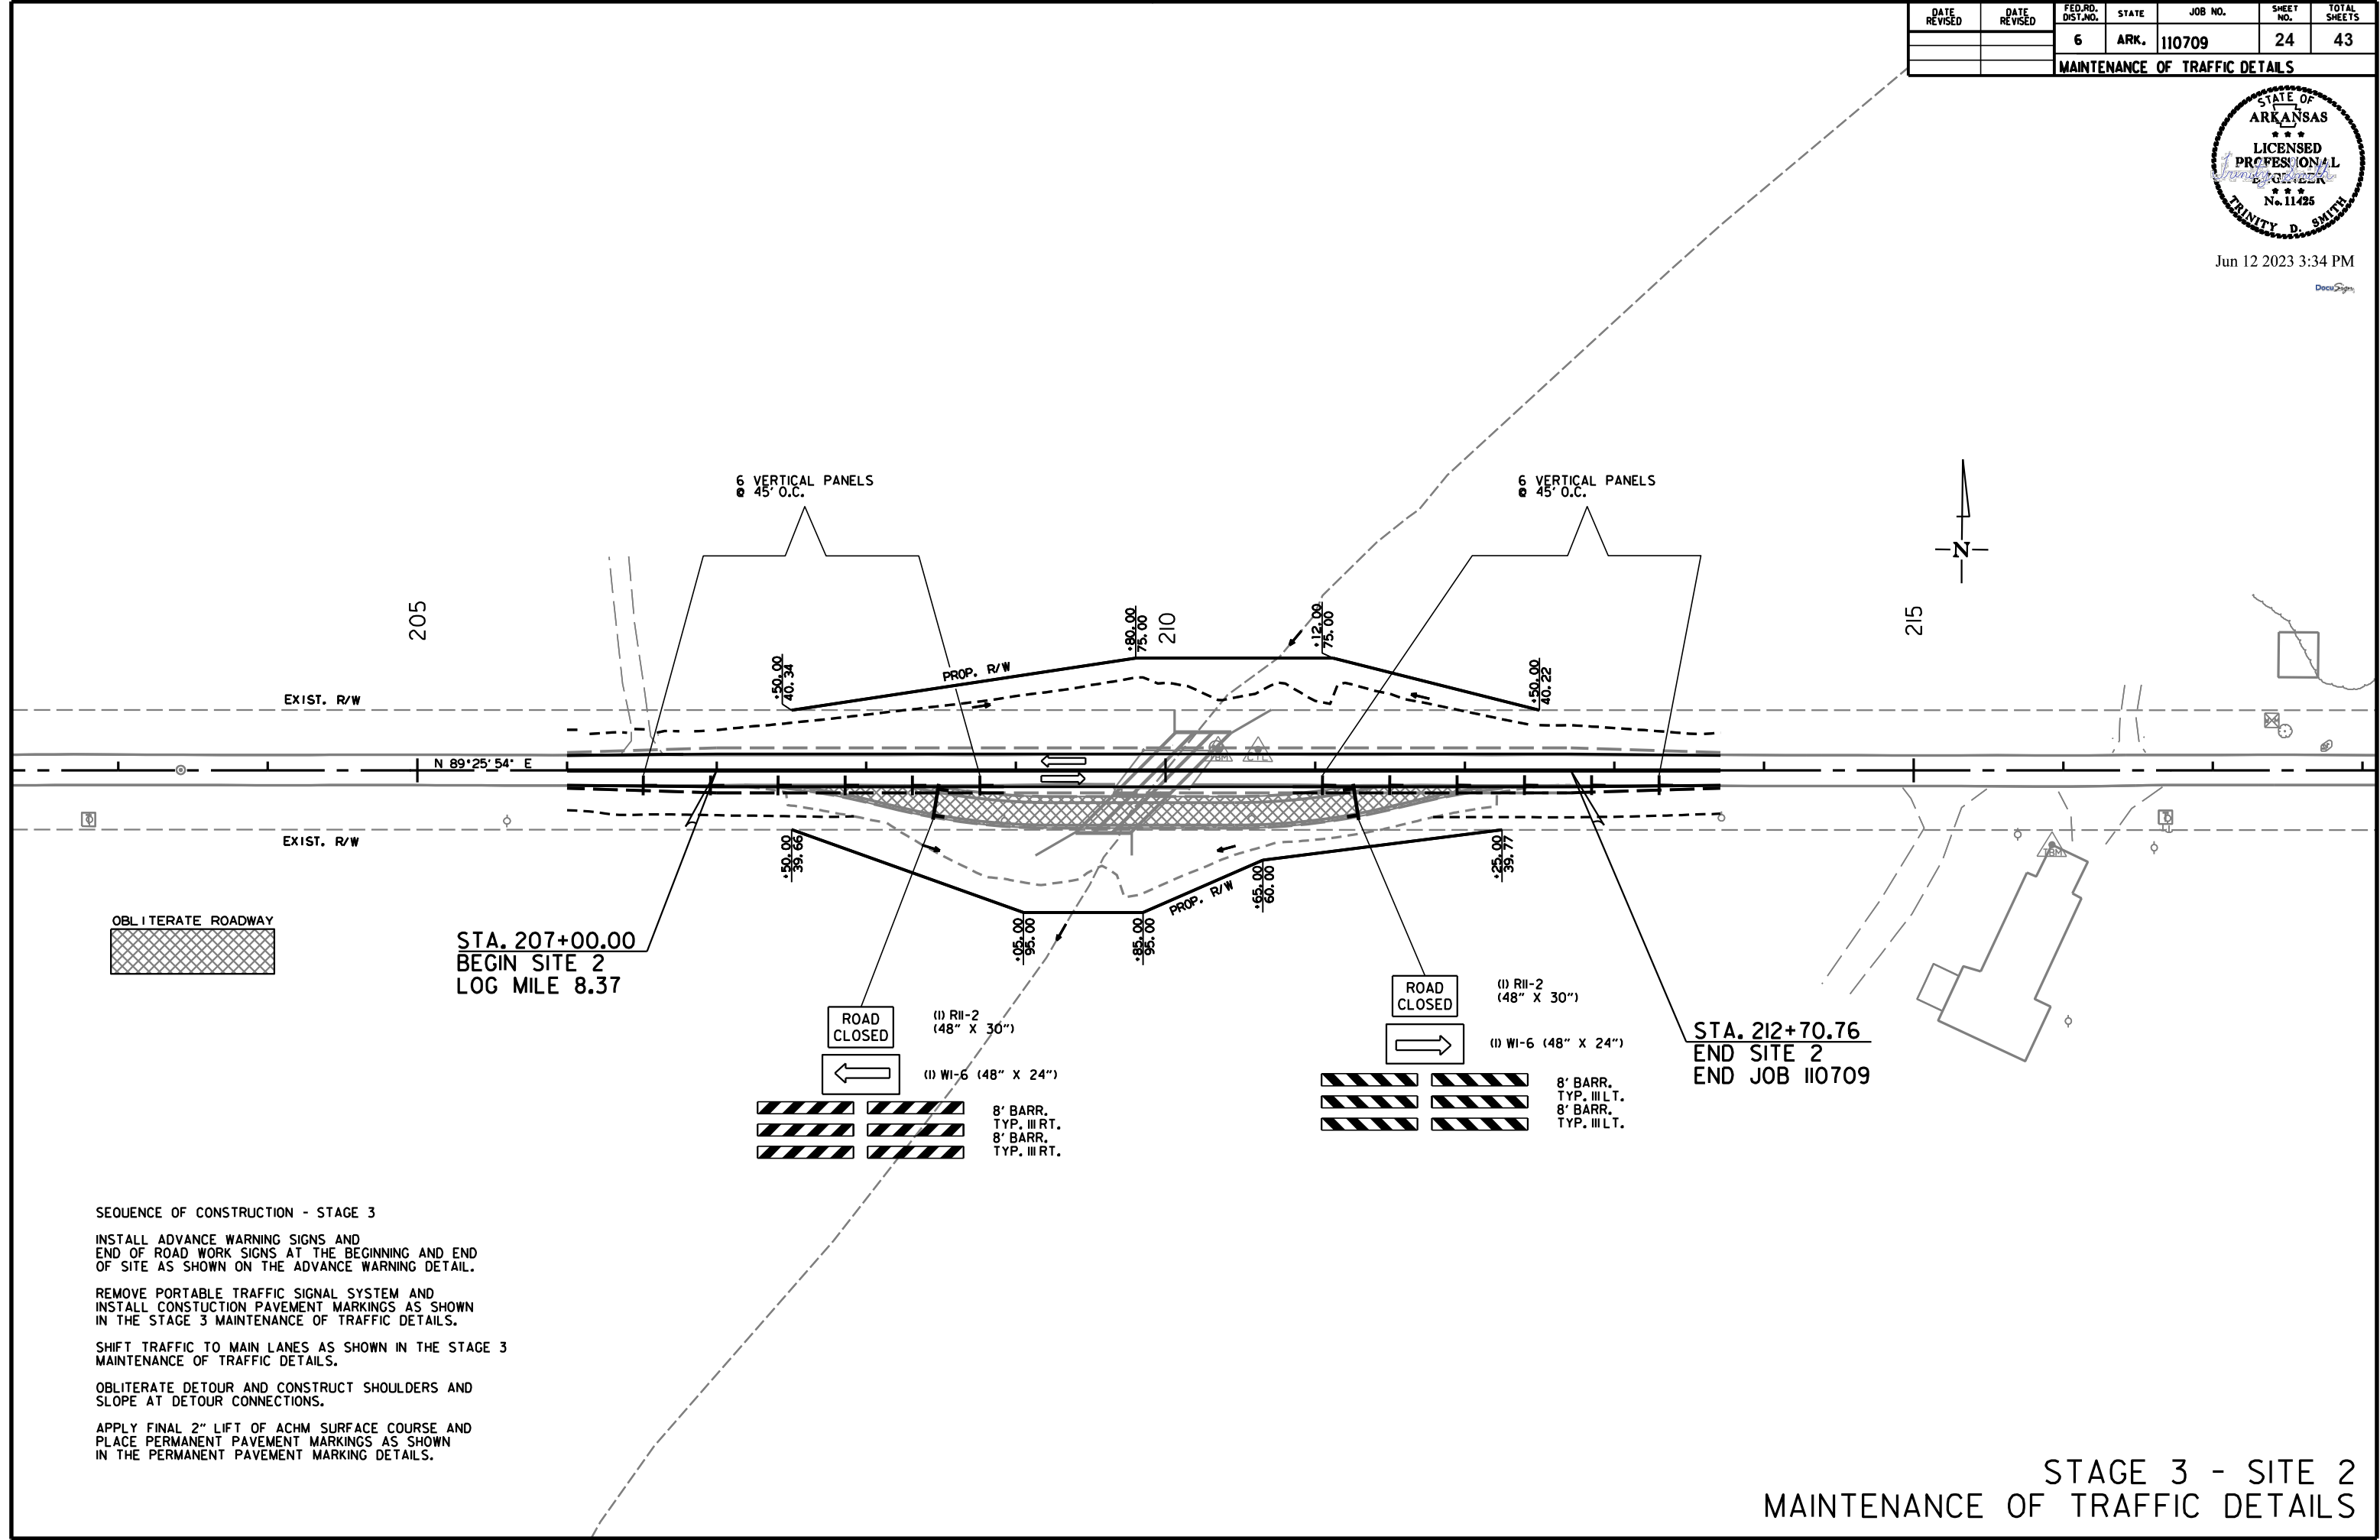 DATE REVISED
DATE REVISED
FED.RD. DIST.NO.
STATE
JOB NO.
SHEET NO.
TOTAL SHEETS
6
ARK.
110709
24
43
MAINTENANCE OF TRAFFIC DETAILS
STATE OF
ARKANSAS
LICENSED
PROFESSIONAL
ENGINEER
No. 11425
TRINITY D. SMITH
Jun 12 2023 3:34 PM
DocuSign
6 VERTICAL PANELS
@ 45' O.C.
6 VERTICAL PANELS
@ 45' O.C.
N
205
210
215
+50.00
40.34
+80.00
75.00
+12.00
75.00
+50.00
40.22
PROP. R/W
EXIST. R/W
N 89°25'54" E
TBM
CTL
EXIST. R/W
+50.00
39.66
+05.00
95.00
+85.00
95.00
PROP. R/W
+65.00
60.00
+25.00
39.77
TBM
OBLITERATE ROADWAY
STA. 207+00.00
BEGIN SITE 2
LOG MILE 8.37
ROAD
CLOSED
(1) R11-2
(48" X 30")
(1) W1-6 (48" X 24")
8' BARR.
TYP. III RT.
8' BARR.
TYP. III RT.
ROAD
CLOSED
(1) R11-2
(48" X 30")
(1) W1-6 (48" X 24")
8' BARR.
TYP. III LT.
8' BARR.
TYP. III LT.
STA. 212+70.76
END SITE 2
END JOB 110709
SEQUENCE OF CONSTRUCTION - STAGE 3
INSTALL ADVANCE WARNING SIGNS AND
END OF ROAD WORK SIGNS AT THE BEGINNING AND END
OF SITE AS SHOWN ON THE ADVANCE WARNING DETAIL.
REMOVE PORTABLE TRAFFIC SIGNAL SYSTEM AND
INSTALL CONSTUCTION PAVEMENT MARKINGS AS SHOWN
IN THE STAGE 3 MAINTENANCE OF TRAFFIC DETAILS.
SHIFT TRAFFIC TO MAIN LANES AS SHOWN IN THE STAGE 3
MAINTENANCE OF TRAFFIC DETAILS.
OBLITERATE DETOUR AND CONSTRUCT SHOULDERS AND
SLOPE AT DETOUR CONNECTIONS.
APPLY FINAL 2" LIFT OF ACHM SURFACE COURSE AND
PLACE PERMANENT PAVEMENT MARKINGS AS SHOWN
IN THE PERMANENT PAVEMENT MARKING DETAILS.
STAGE 3 - SITE 2
MAINTENANCE OF TRAFFIC DETAILS